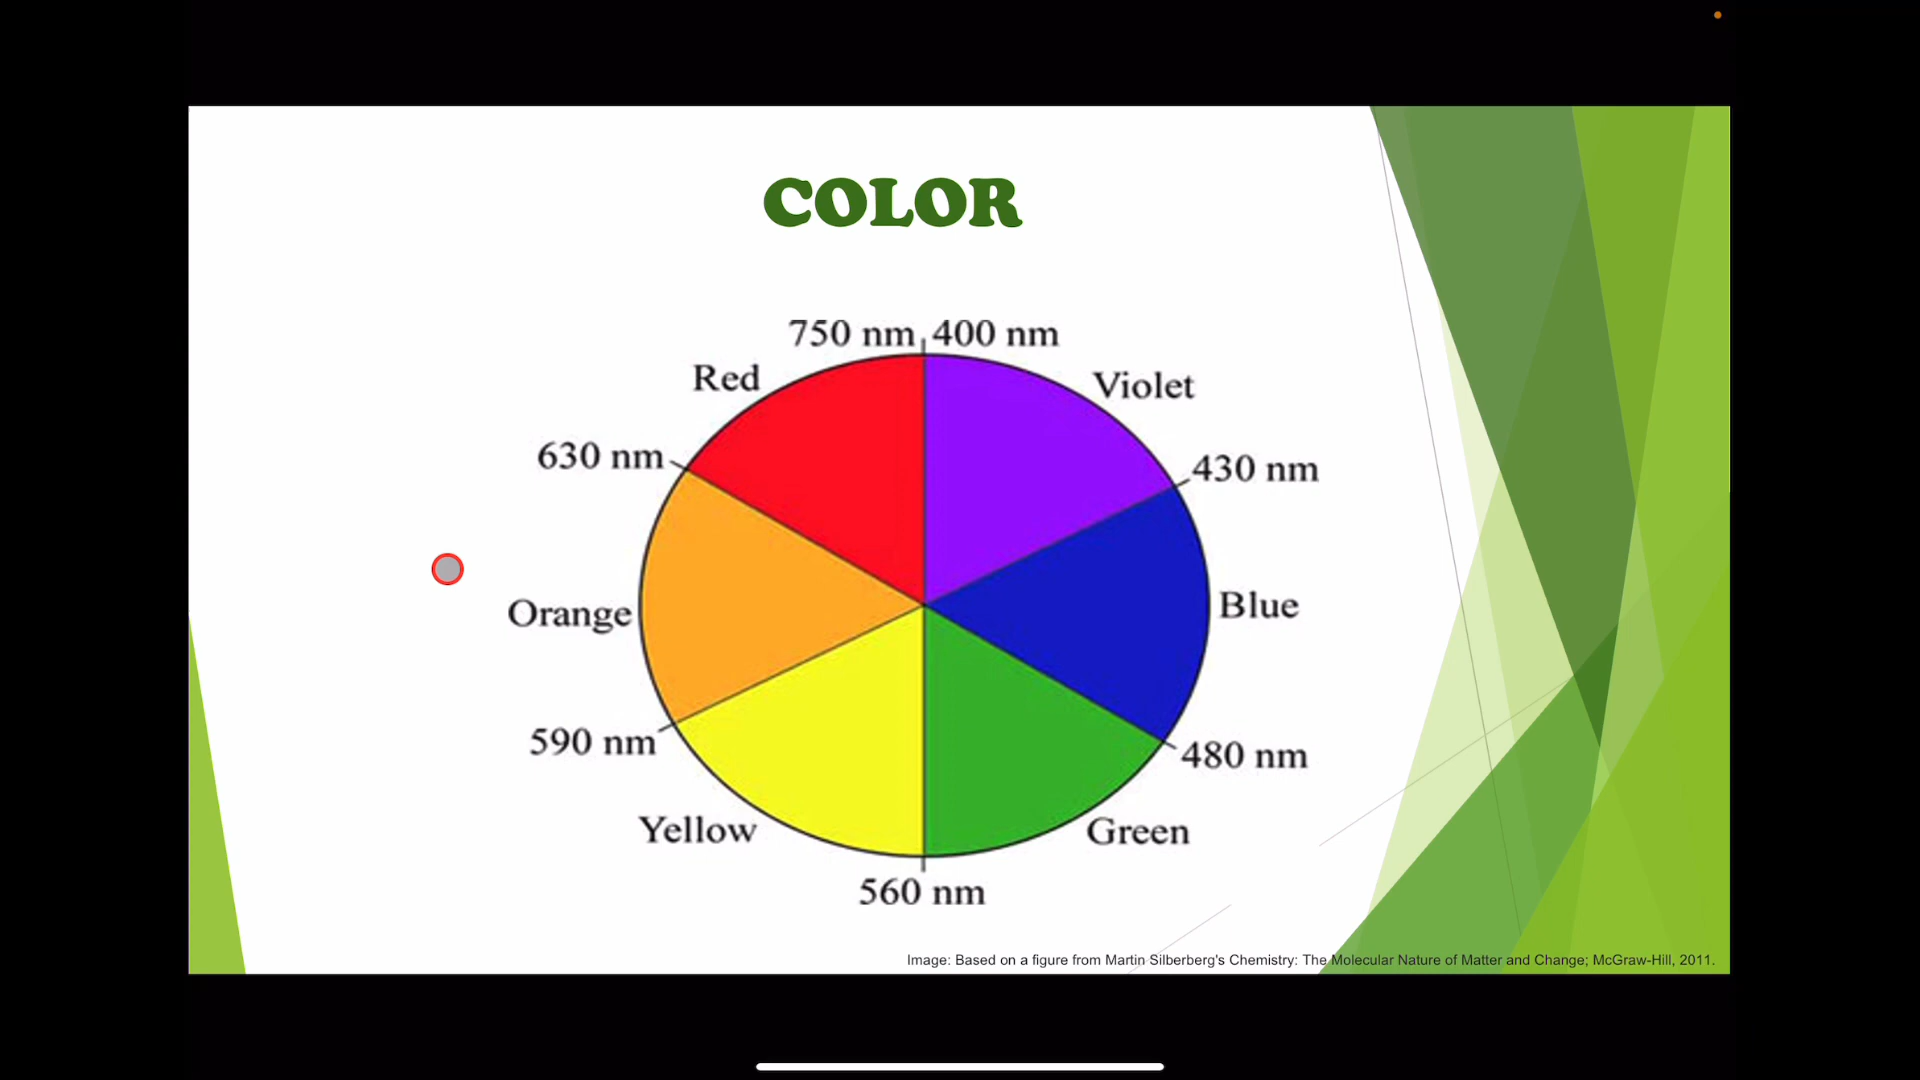 COLOR
750 nm 400 nm
Red
Violet
630 nm
430 nm
Orange
Blue
590 nm
480 nm
Yellow
Green
560 nm
Image: Based on a figure from Martin Silberberg's Chemistry: The Molecular Nature of Matter and Change; McGraw-Hill, 2011.